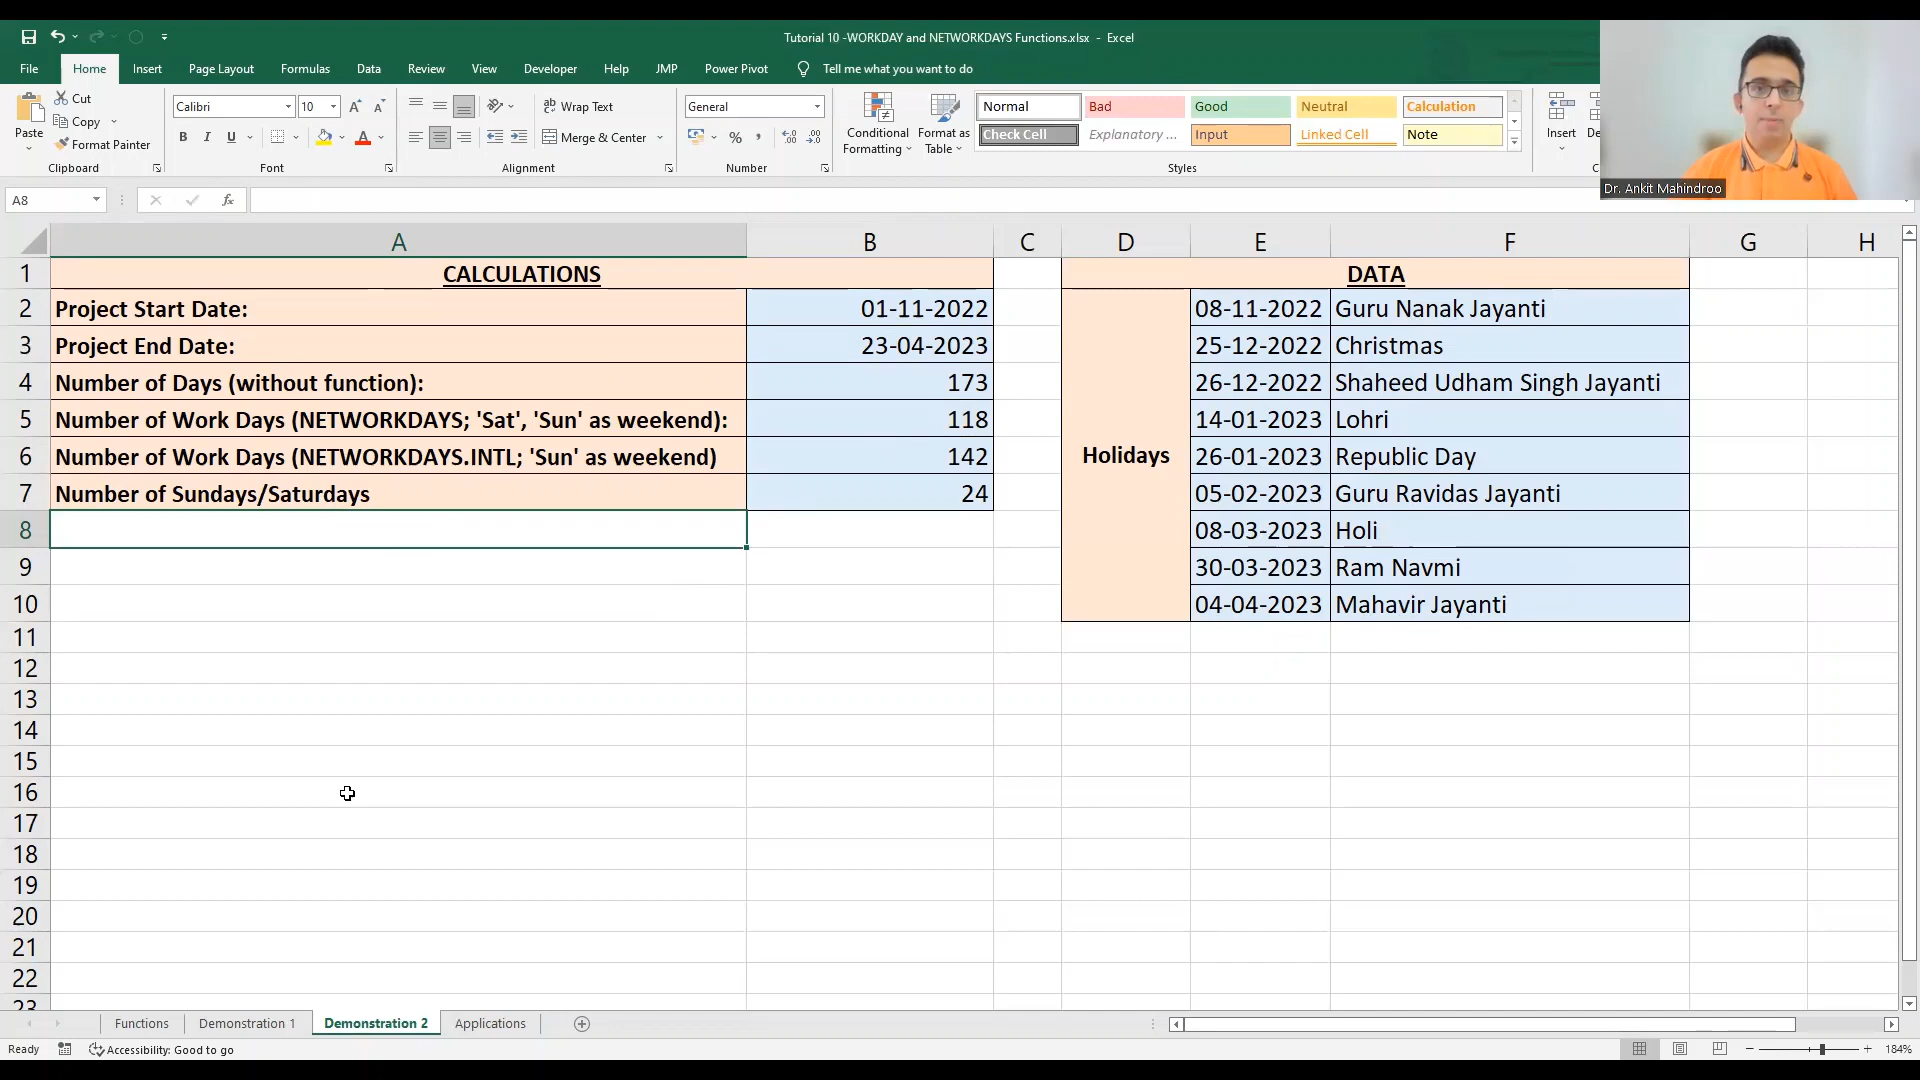 Tutorial 10 -WORKDAY and NETWORKDAYS Functions.xlsx - Excel
File Home Insert Page Layout Formulas Data Review View Developer Help JMP Power Pivot Tell me what you want to do
Paste
Cut
Copy
Format Painter
Clipboard
Calibri 10
B I U
Font
Wrap Text
Merge & Center
Alignment
General
Number
Conditional Formatting
Format as Table
Normal Bad Good Neutral Calculation
Check Cell Explanatory ... Input Linked Cell Note
Styles
Insert
Dr. Ankit Mahindroo
A8
fx
A B C D E F G H
1 CALCULATIONS DATA
2 Project Start Date: 01-11-2022 08-11-2022 Guru Nanak Jayanti
3 Project End Date: 23-04-2023 25-12-2022 Christmas
4 Number of Days (without function): 173 26-12-2022 Shaheed Udham Singh Jayanti
5 Number of Work Days (NETWORKDAYS; 'Sat', 'Sun' as weekend): 118 14-01-2023 Lohri
6 Number of Work Days (NETWORKDAYS.INTL; 'Sun' as weekend) 142 Holidays 26-01-2023 Republic Day
7 Number of Sundays/Saturdays 24 05-02-2023 Guru Ravidas Jayanti
8 08-03-2023 Holi
9 30-03-2023 Ram Navmi
10 04-04-2023 Mahavir Jayanti
11
12
13
14
15
16
17
18
19
20
21
22
23
Functions Demonstration 1 Demonstration 2 Applications
Ready Accessibility: Good to go 184%